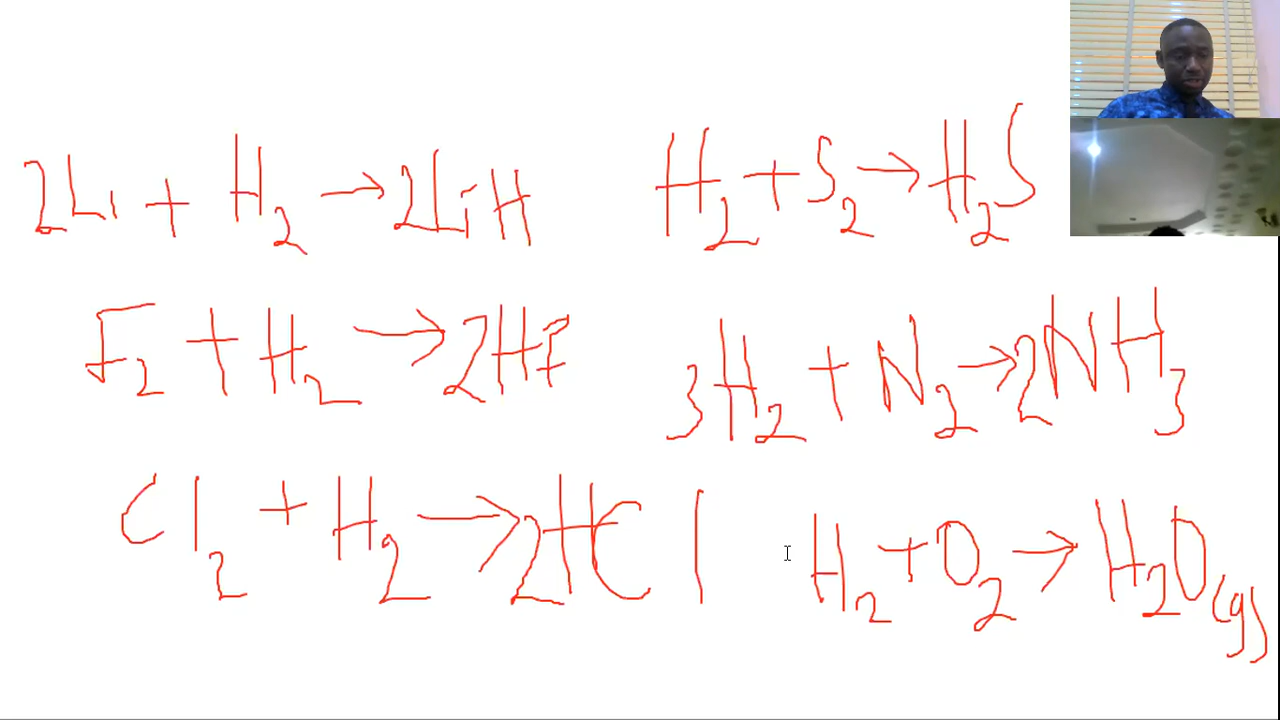 2Li + H2 → 2LiH
H2 + S2 → H2S
F2 + H2 → 2HF
3H2 + N2 → 2NH3
Cl2 + H2 → 2HCl
H2 + O2 → H2O(g)